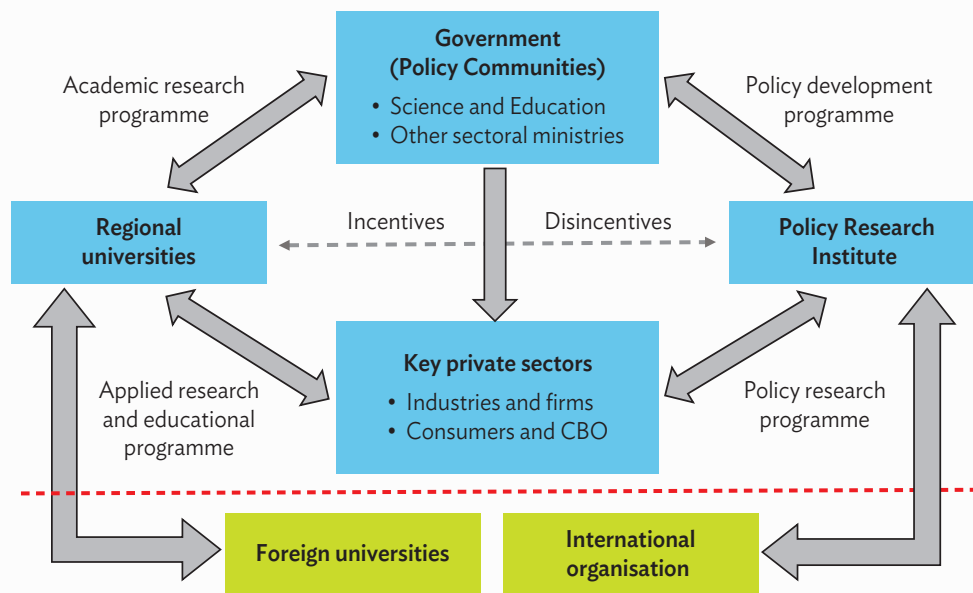 Government
(Policy Communities)
• Science and Education
• Other sectoral ministries
Academic research
programme
Policy development
programme
Regional
universities
Incentives
Disincentives
Policy Research
Institute
Key private sectors
• Industries and firms
• Consumers and CBO
Applied research
and educational
programme
Policy research
programme
Foreign universities
International
organisation